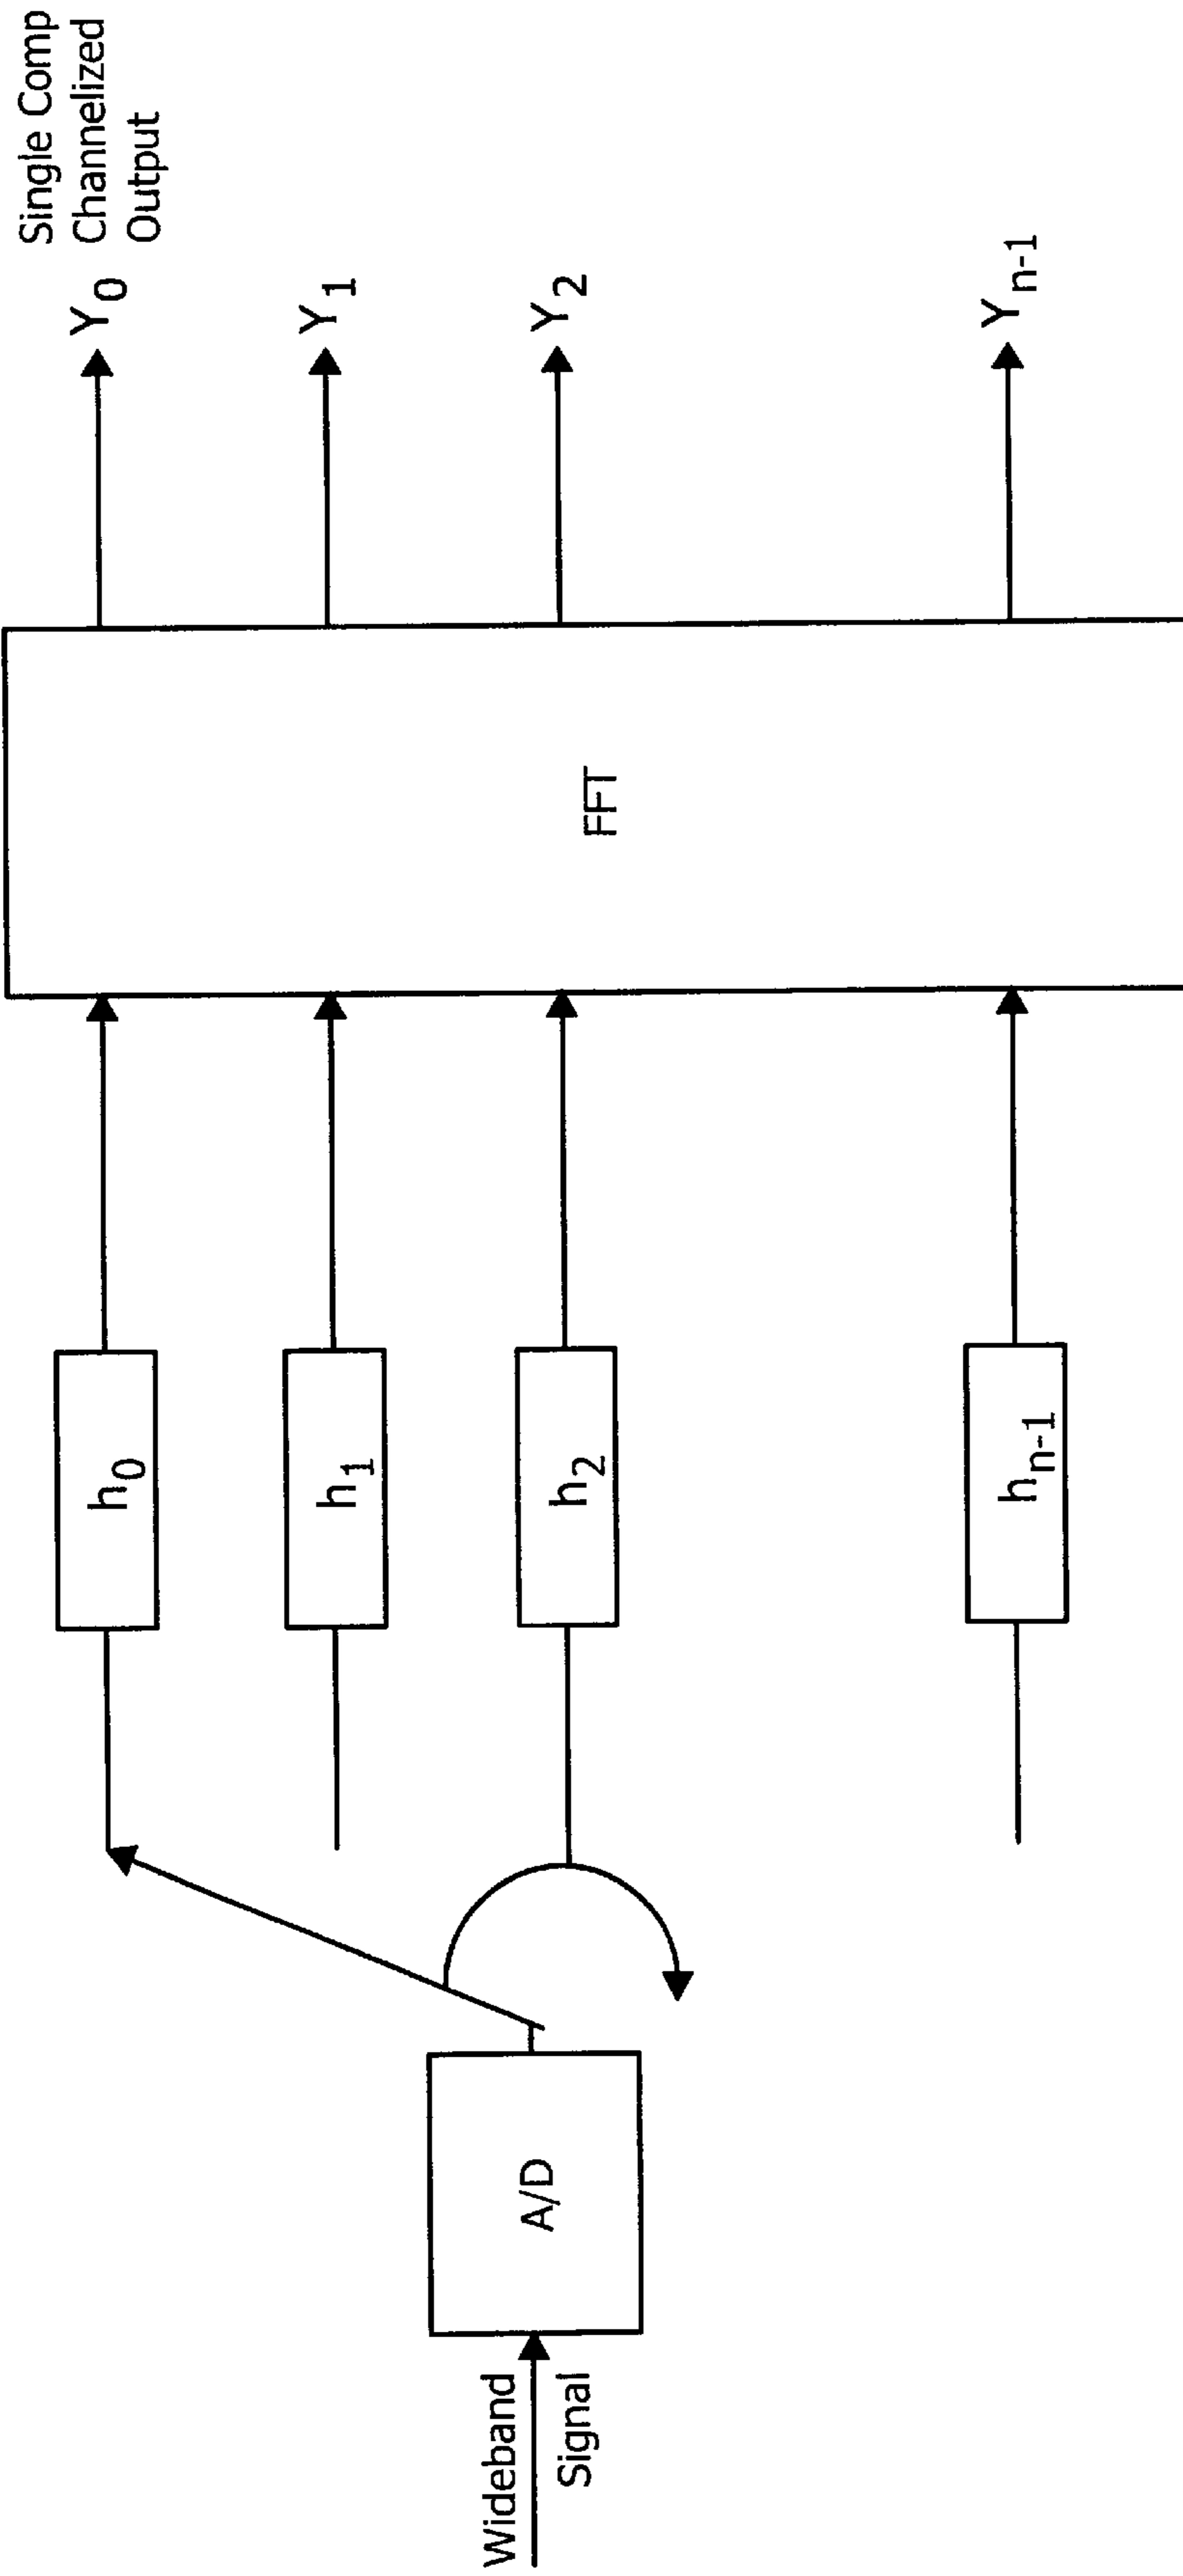 Wideband
Signal
A/D
h0
h1
h2
hn-1
FFT
Y0
Y1
Y2
Yn-1
Single Comp
Channelized
Output